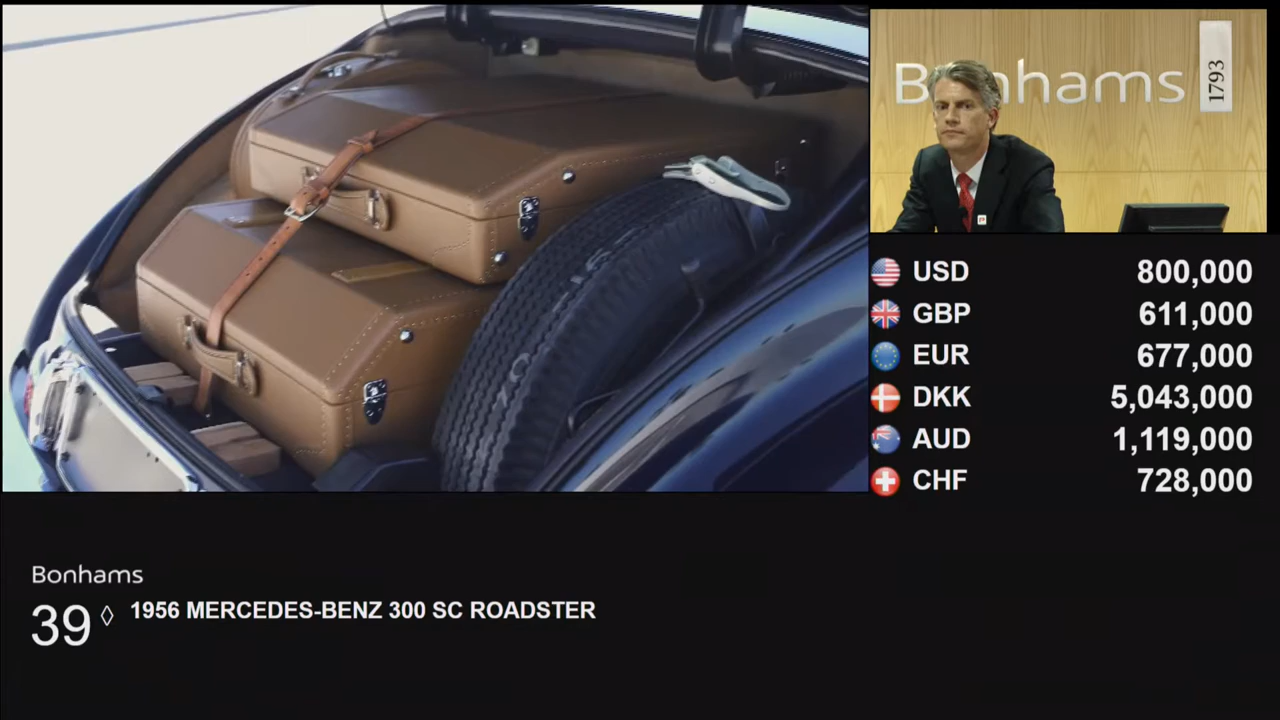 Bonhams
1793
USD 800,000
GBP 611,000
EUR 677,000
DKK 5,043,000
AUD 1,119,000
CHF 728,000
Bonhams
39 ◊ 1956 MERCEDES-BENZ 300 SC ROADSTER